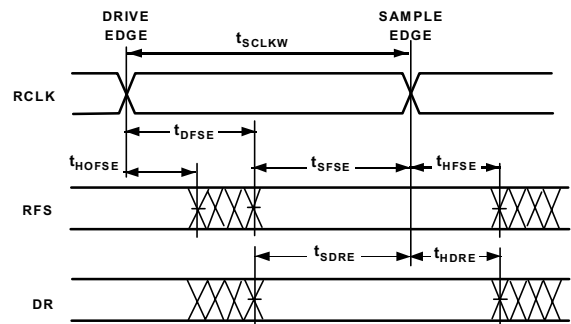 DRIVE EDGE
SAMPLE EDGE
tSCLKW
RCLK
tDFSE
tHOFSE
tSFSE
tHFSE
RFS
tSDRE
tHDRE
DR